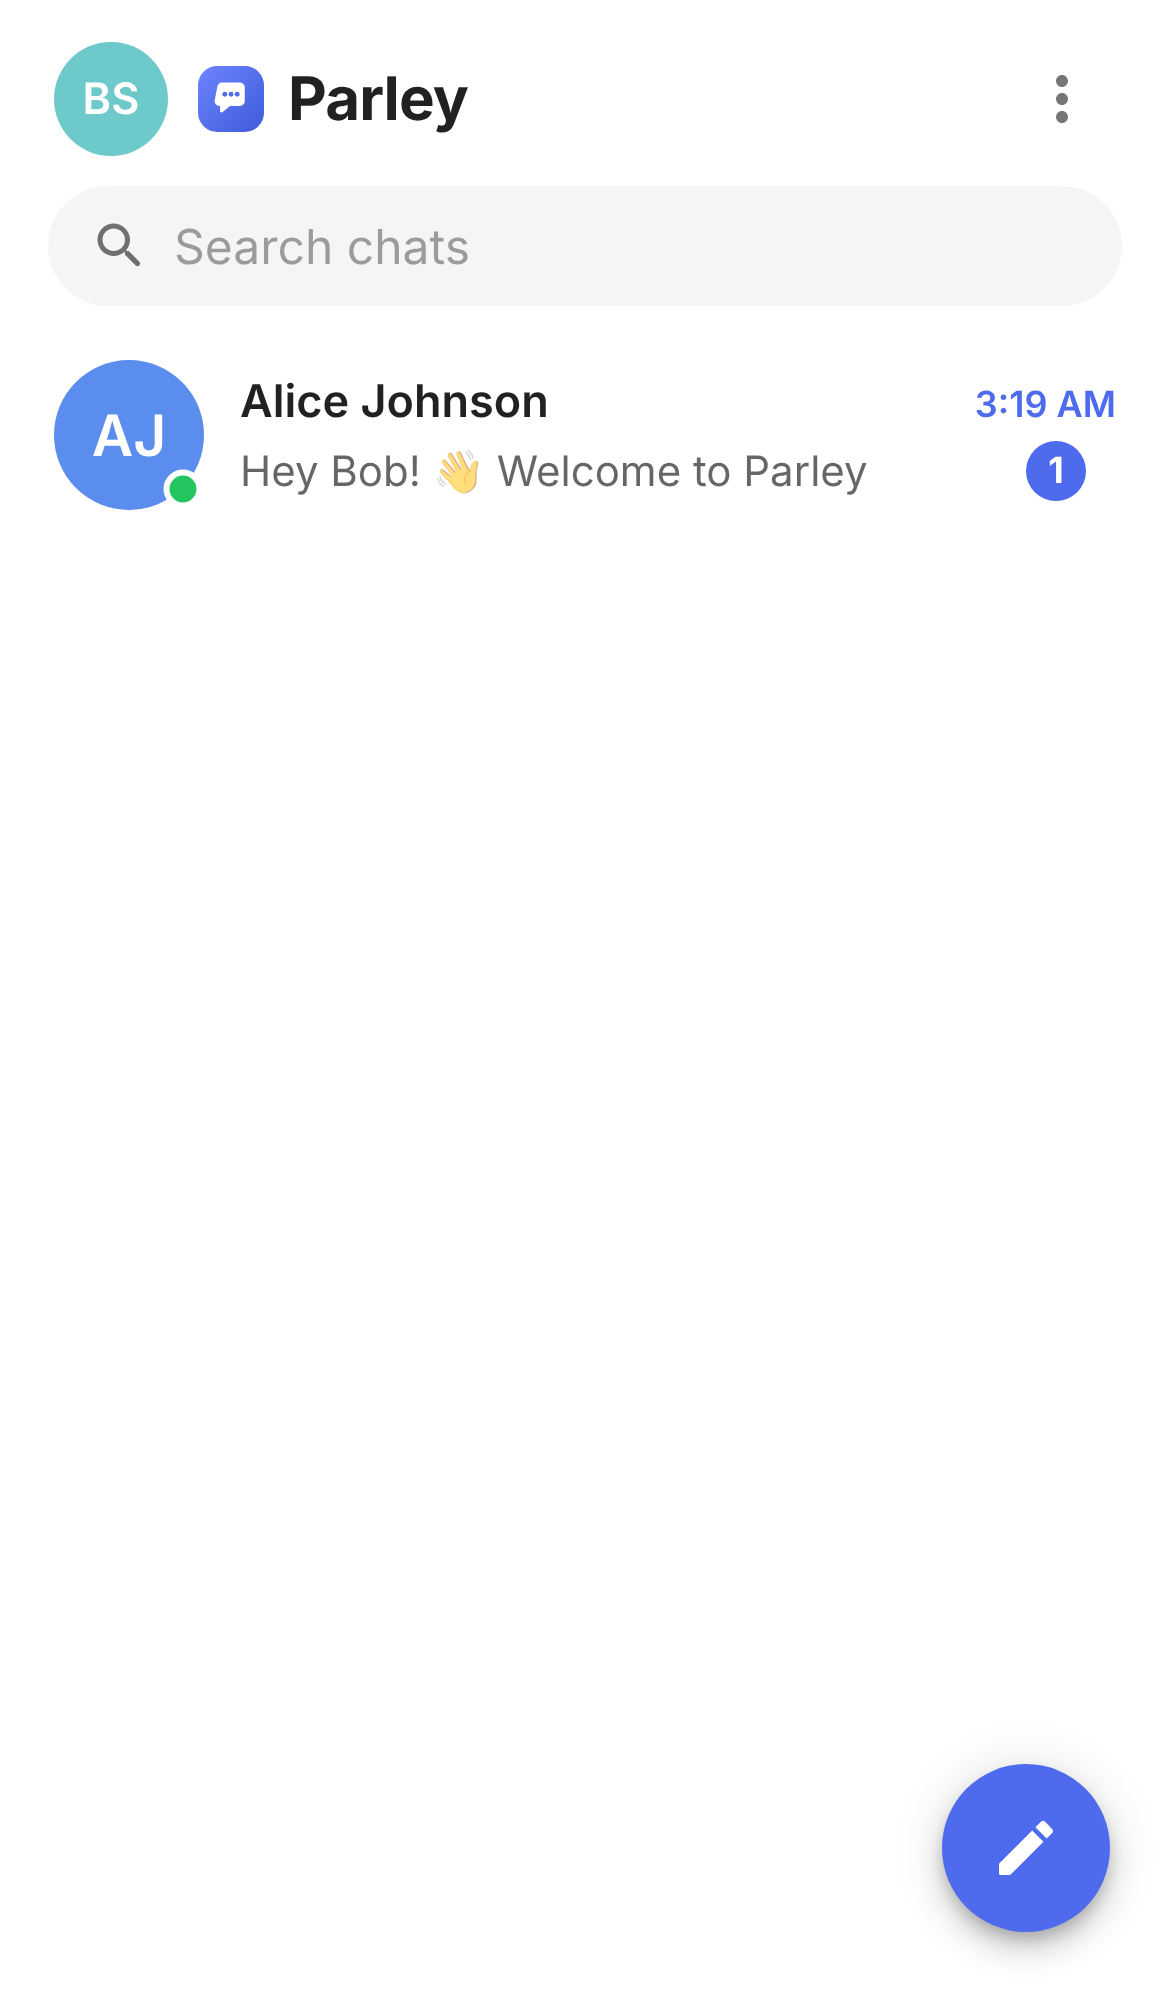 BS
Parley
Search chats
AJ
Alice Johnson
3:19 AM
Hey Bob! 👋 Welcome to Parley
1